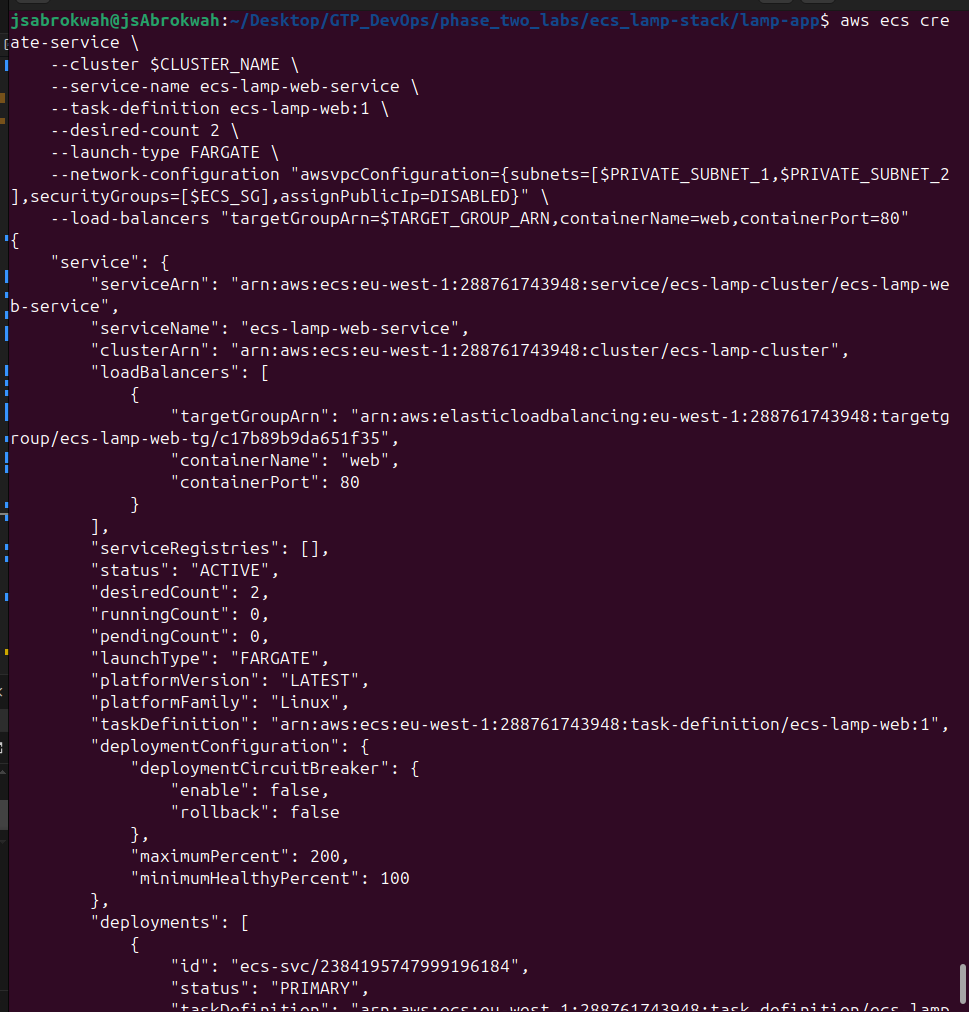 jsabrokwah@jsAbrokwah:~/Desktop/GTP_DevOps/phase_two_labs/ecs_lamp-stack/lamp-app$ aws ecs cre
ate-service \
    --cluster $CLUSTER_NAME \
    --service-name ecs-lamp-web-service \
    --task-definition ecs-lamp-web:1 \
    --desired-count 2 \
    --launch-type FARGATE \
    --network-configuration "awsvpcConfiguration={subnets=[$PRIVATE_SUBNET_1,$PRIVATE_SUBNET_2
],securityGroups=[$ECS_SG],assignPublicIp=DISABLED}" \
    --load-balancers "targetGroupArn=$TARGET_GROUP_ARN,containerName=web,containerPort=80"
{
    "service": {
        "serviceArn": "arn:aws:ecs:eu-west-1:288761743948:service/ecs-lamp-cluster/ecs-lamp-we
b-service",
        "serviceName": "ecs-lamp-web-service",
        "clusterArn": "arn:aws:ecs:eu-west-1:288761743948:cluster/ecs-lamp-cluster",
        "loadBalancers": [
            {
                "targetGroupArn": "arn:aws:elasticloadbalancing:eu-west-1:288761743948:targetg
roup/ecs-lamp-web-tg/c17b89b9da651f35",
                "containerName": "web",
                "containerPort": 80
            }
        ],
        "serviceRegistries": [],
        "status": "ACTIVE",
        "desiredCount": 2,
        "runningCount": 0,
        "pendingCount": 0,
        "launchType": "FARGATE",
        "platformVersion": "LATEST",
        "platformFamily": "Linux",
        "taskDefinition": "arn:aws:ecs:eu-west-1:288761743948:task-definition/ecs-lamp-web:1",
        "deploymentConfiguration": {
            "deploymentCircuitBreaker": {
                "enable": false,
                "rollback": false
            },
            "maximumPercent": 200,
            "minimumHealthyPercent": 100
        },
        "deployments": [
            {
                "id": "ecs-svc/2384195747999196184",
                "status": "PRIMARY",
                "taskDefinition": "arn:aws:ecs:eu-west-1:288761743948:task-definition/ecs-lamp